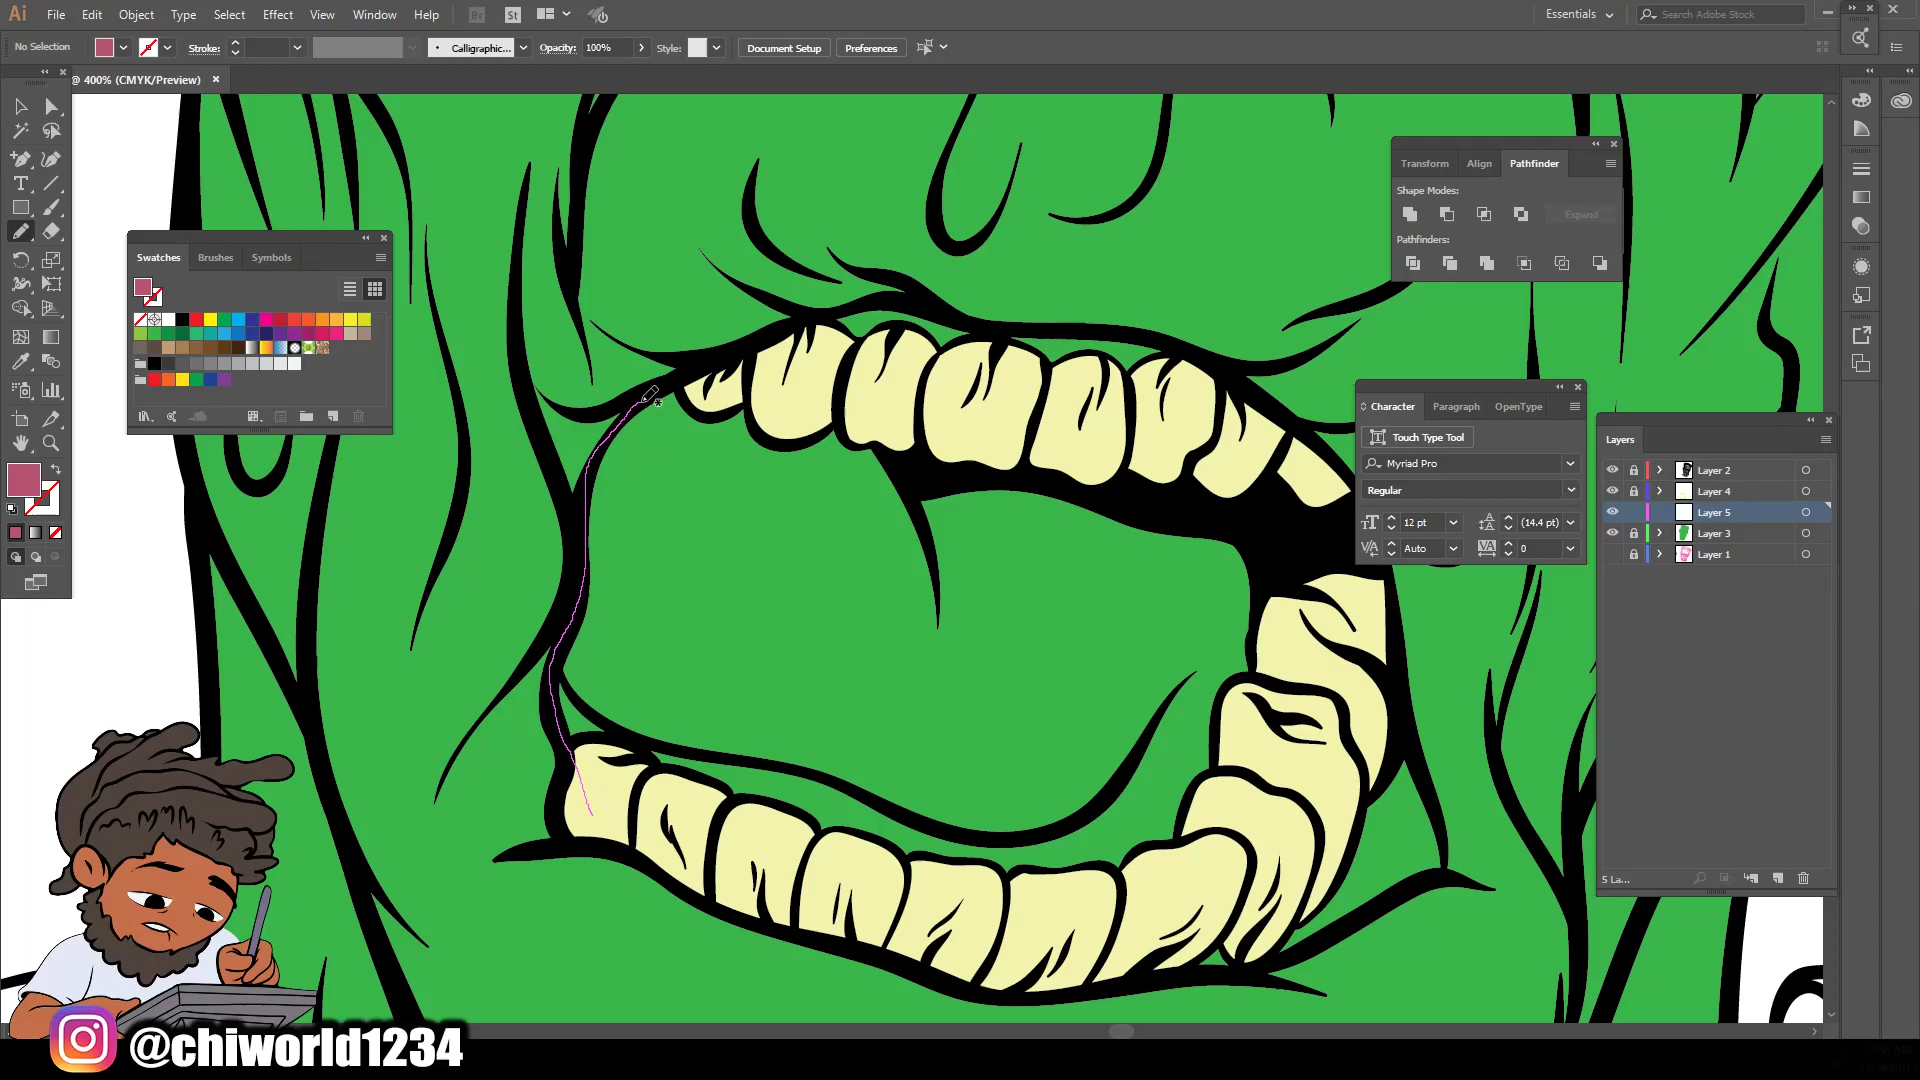 Ai File Edit Object Type Select Effect View Window Help Br St Essentials Search Adobe Stock
No Selection Stroke: Calligraphic... Opacity: 100% Style: Document Setup Preferences
@ 400% (CMYK/Preview)
Transform Align Pathfinder
Shape Modes:
Expand
Pathfinders:
Swatches Brushes Symbols
Character Paragraph OpenType
Touch Type Tool
Myriad Pro
Regular
12 pt (14.4 pt)
Auto 0
Layers
Layer 2
Layer 4
Layer 5
Layer 3
Layer 1
5 La...
@chiworld1234